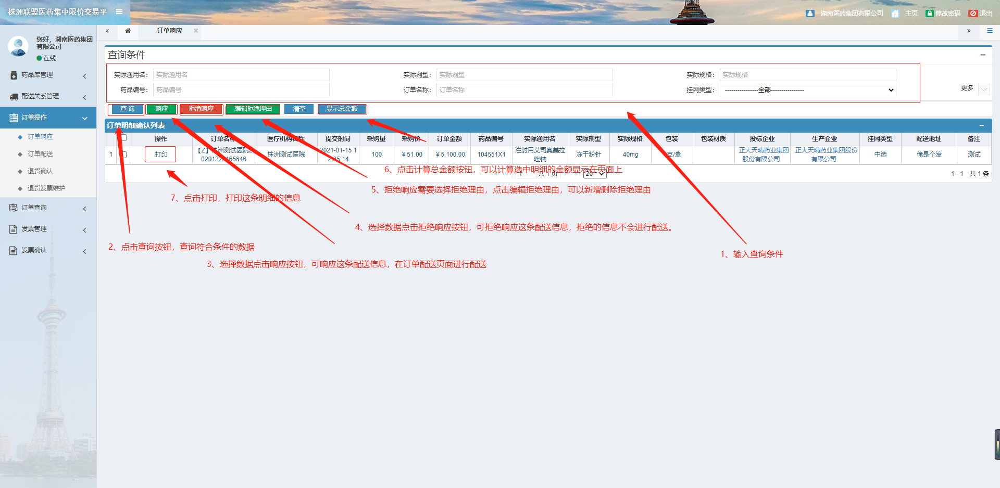 株洲联盟医药集中限价交易平
湖南医药集团有限公司 主页 修改密码 退出
您好，湖南医药集团
有限公司
在线
药品库管理
配送关系管理
订单操作
订单响应
订单配送
退货确认
退货发票维护
订单查询
发票管理
发票确认
订单响应
查询条件
实际通用名： 实际通用名 实际剂型： 实际剂型 实际规格： 实际规格
药品编号： 药品编号 订单名称： 订单名称 挂网类型： ----------------全部---------------- 更多
查 询 响应 拒绝响应 编辑拒绝理由 清空 显示总金额
订单明细确认列表
操作 订单名称 医疗机构名称 提交时间 采购量 采购价 订单金额 药品编号 实际通用名 实际剂型 实际规格 包装 包装材质 投标企业 生产企业 挂网类型 配送地址 备注
1 打印 【Z】株洲测试医院2 株洲测试医院 2021-01-15 1 100 ￥51.00 ￥5,100.00 104551X1 注射用艾司奥美拉 冻干粉针 40mg 支/盒 正大天晴药业集团 正大天晴药业集团股份 中选 俺是个发 测试
唑钠 股份有限公司 有限公司
1 共 1 页 20 1 - 1 共 1 条
6、点击计算总金额按钮，可以计算选中明细的金额显示在页面上
5、拒绝响应需要选择拒绝理由，点击编辑拒绝理由，可以新增删除拒绝理由
7、点击打印，打印这条明细的信息
4、选择数据点击拒绝响应按钮，可拒绝响应这条配送信息，拒绝的信息不会进行配送。
2、点击查询按钮，查询符合条件的数据
1、输入查询条件
3、选择数据点击响应按钮，可响应这条配送信息，在订单配送页面进行配送